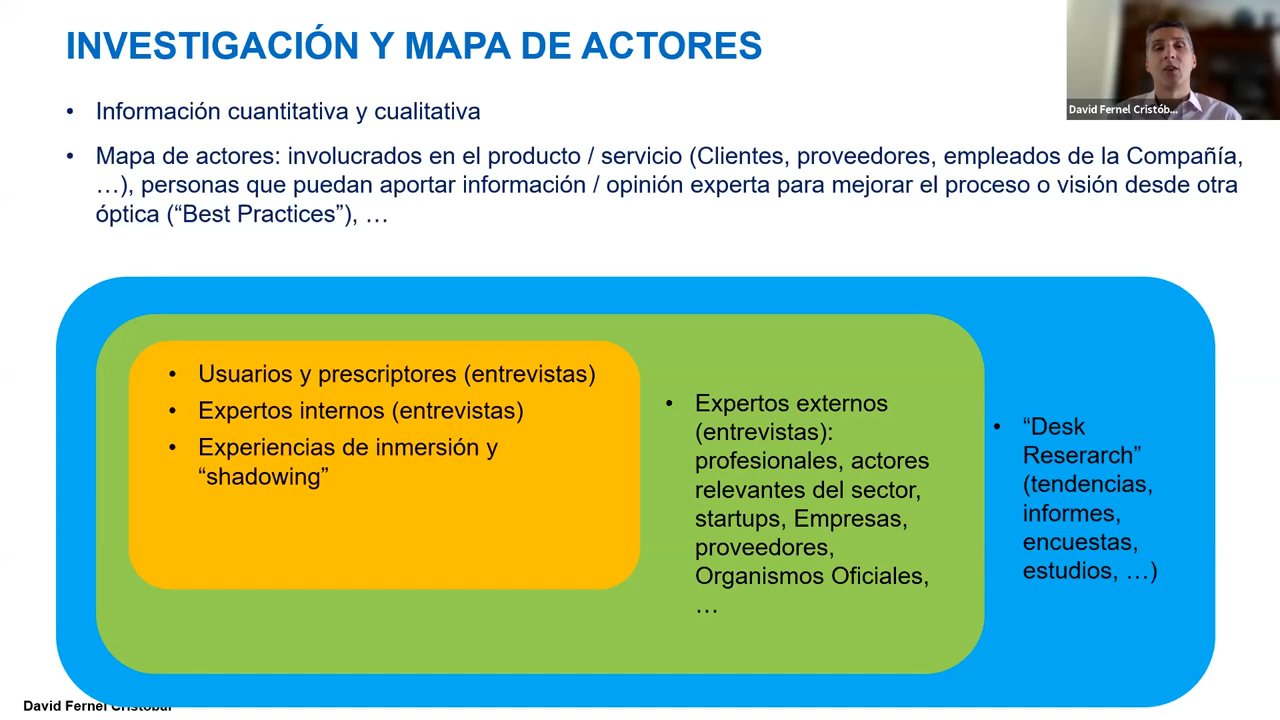 INVESTIGACIÓN Y MAPA DE ACTORES
David Fernel Cristób...
• Información cuantitativa y cualitativa
• Mapa de actores: involucrados en el producto / servicio (Clientes, proveedores, empleados de la Compañía,
…), personas que puedan aportar información / opinión experta para mejorar el proceso o visión desde otra
óptica (“Best Practices”), …
• Usuarios y prescriptores (entrevistas)
• Expertos internos (entrevistas)
• Experiencias de inmersión y
“shadowing”
• Expertos externos
(entrevistas):
profesionales, actores
relevantes del sector,
startups, Empresas,
proveedores,
Organismos Oficiales,
…
• “Desk
Reserarch”
(tendencias,
informes,
encuestas,
estudios, …)
David Fernel Cristóbal